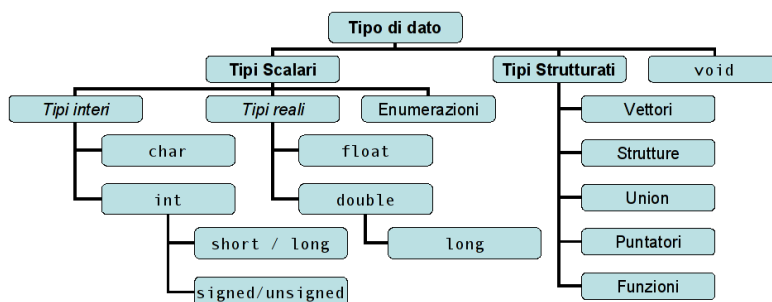 Tipo di dato
Tipi Scalari
Tipi Strutturati
void
Tipi interi
Tipi reali
Enumerazioni
Vettori
char
float
Strutture
int
double
Union
short / long
long
Puntatori
signed/unsigned
Funzioni